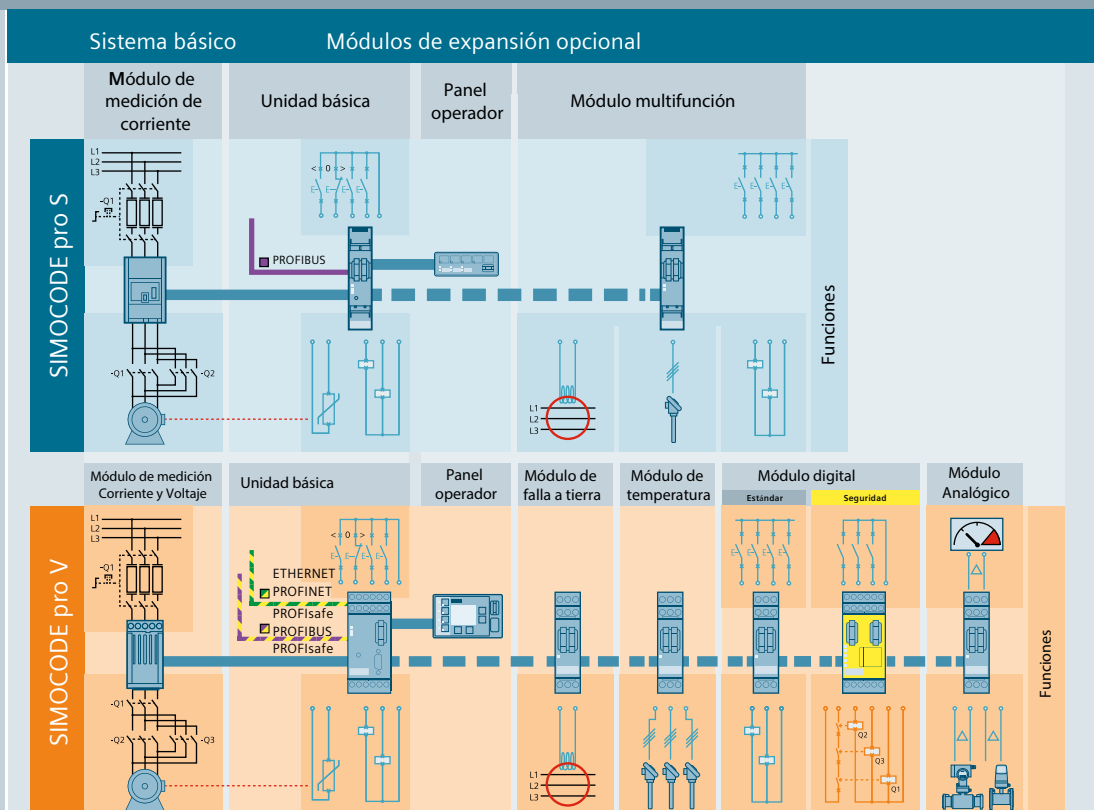 Sistema básico
Módulos de expansión opcional
Módulo de
medición de
corriente
Unidad básica
Panel
operador
Módulo multifunción
SIMOCODE pro S
L1
L2
L3
-Q1
< 0 >
E- E- E- E-
E- E- E- E-
PROFIBUS
Funciones
-Q1
-Q2
L1
L2
L3
Módulo de medición
Corriente y Voltaje
Unidad básica
Panel
operador
Módulo de
falla a tierra
Módulo de
temperatura
Módulo digital
Estándar
Seguridad
Módulo
Analógico
SIMOCODE pro V
L1
L2
L3
-Q1
< 0 >
E- E- E- E-
E- E- E- E-
ETHERNET
PROFINET
PROFIsafe
PROFIBUS
PROFIsafe
Funciones
-Q1
-Q2
-Q3
L1
L2
L3
Q2
Q3
Q1